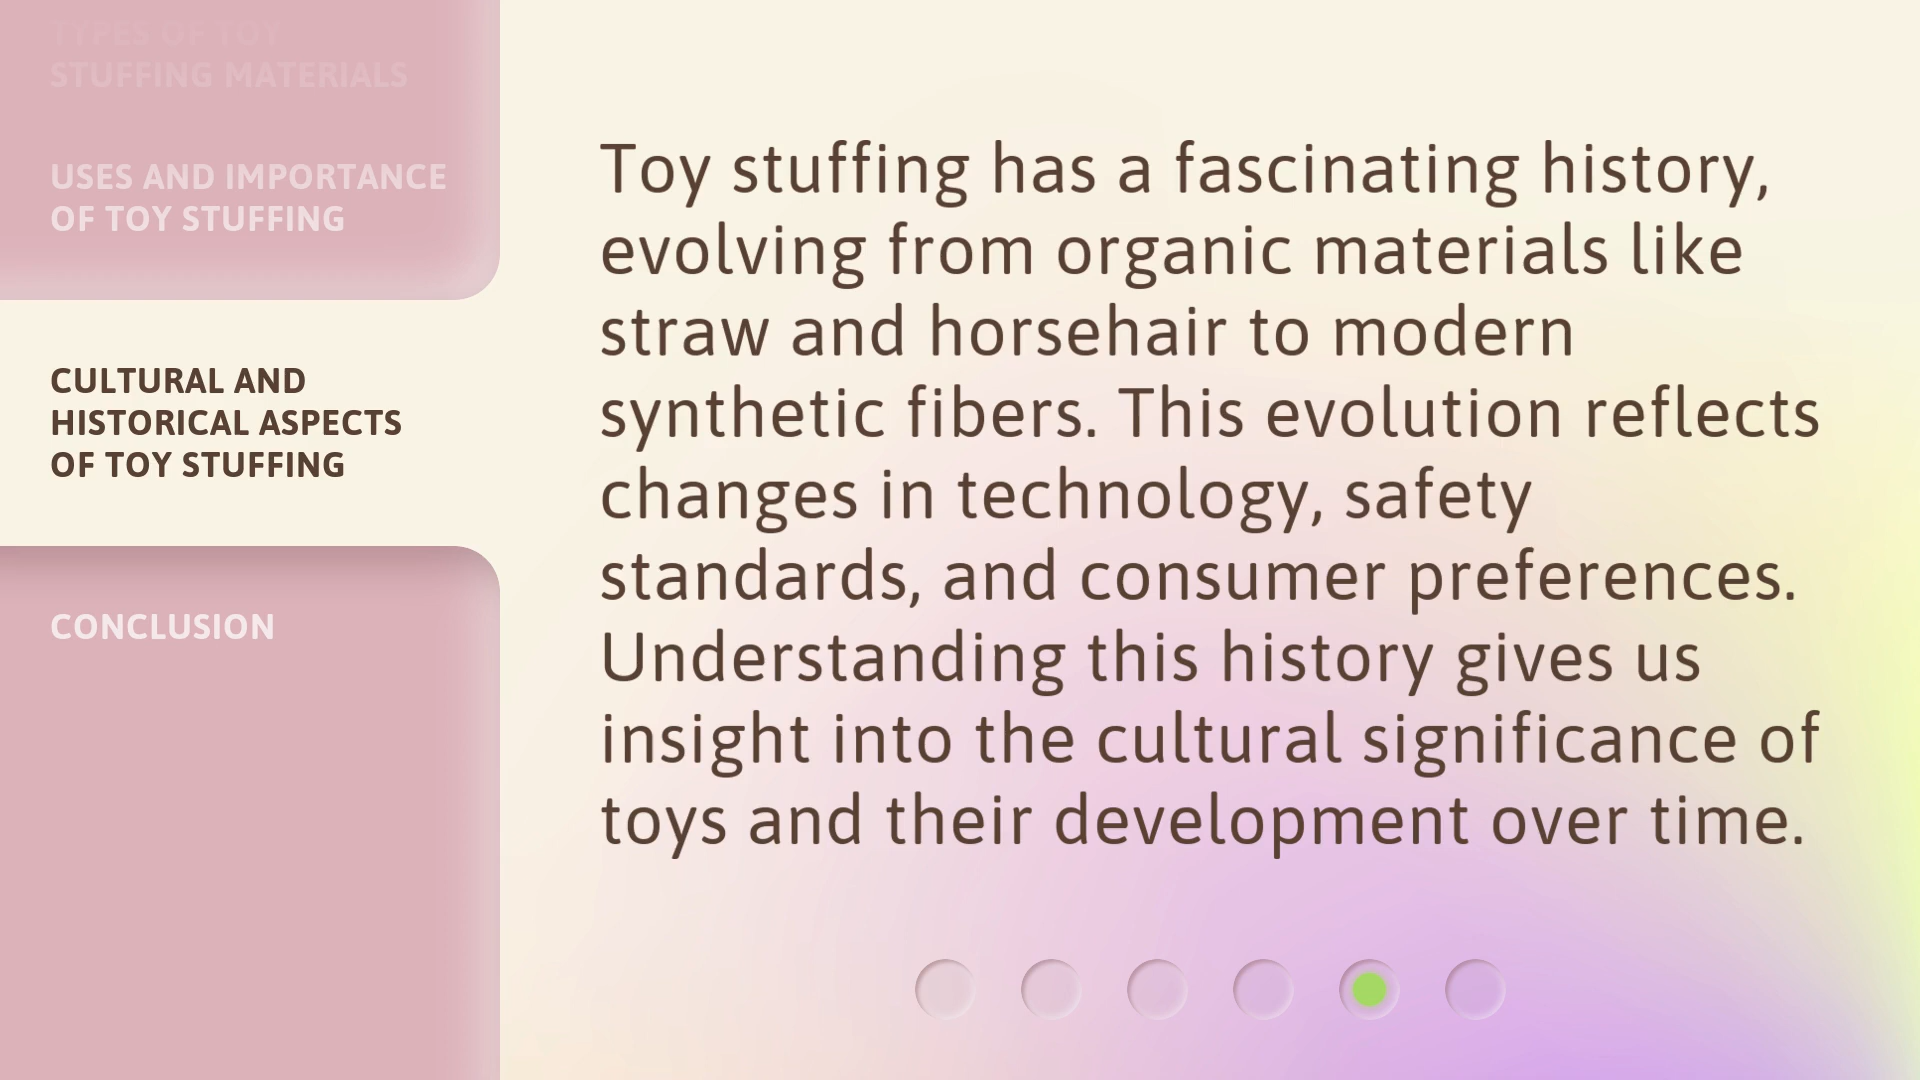 TYPES OF TOY
STUFFING MATERIALS
USES AND IMPORTANCE
OF TOY STUFFING
CULTURAL AND
HISTORICAL ASPECTS
OF TOY STUFFING
CONCLUSION
Toy stuffing has a fascinating history,
evolving from organic materials like
straw and horsehair to modern
synthetic fibers. This evolution reflects
changes in technology, safety
standards, and consumer preferences.
Understanding this history gives us
insight into the cultural significance of
toys and their development over time.